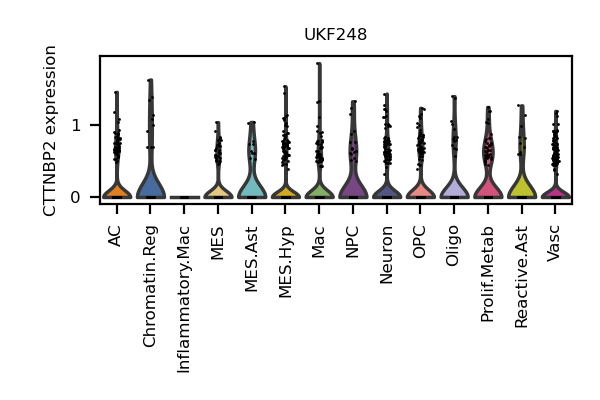 UKF248
CTTNBP2 expression
1
0
AC
Chromatin.Reg
Inflammatory.Mac
MES
MES.Ast
MES.Hyp
Mac
NPC
Neuron
OPC
Oligo
Prolif.Metab
Reactive.Ast
Vasc